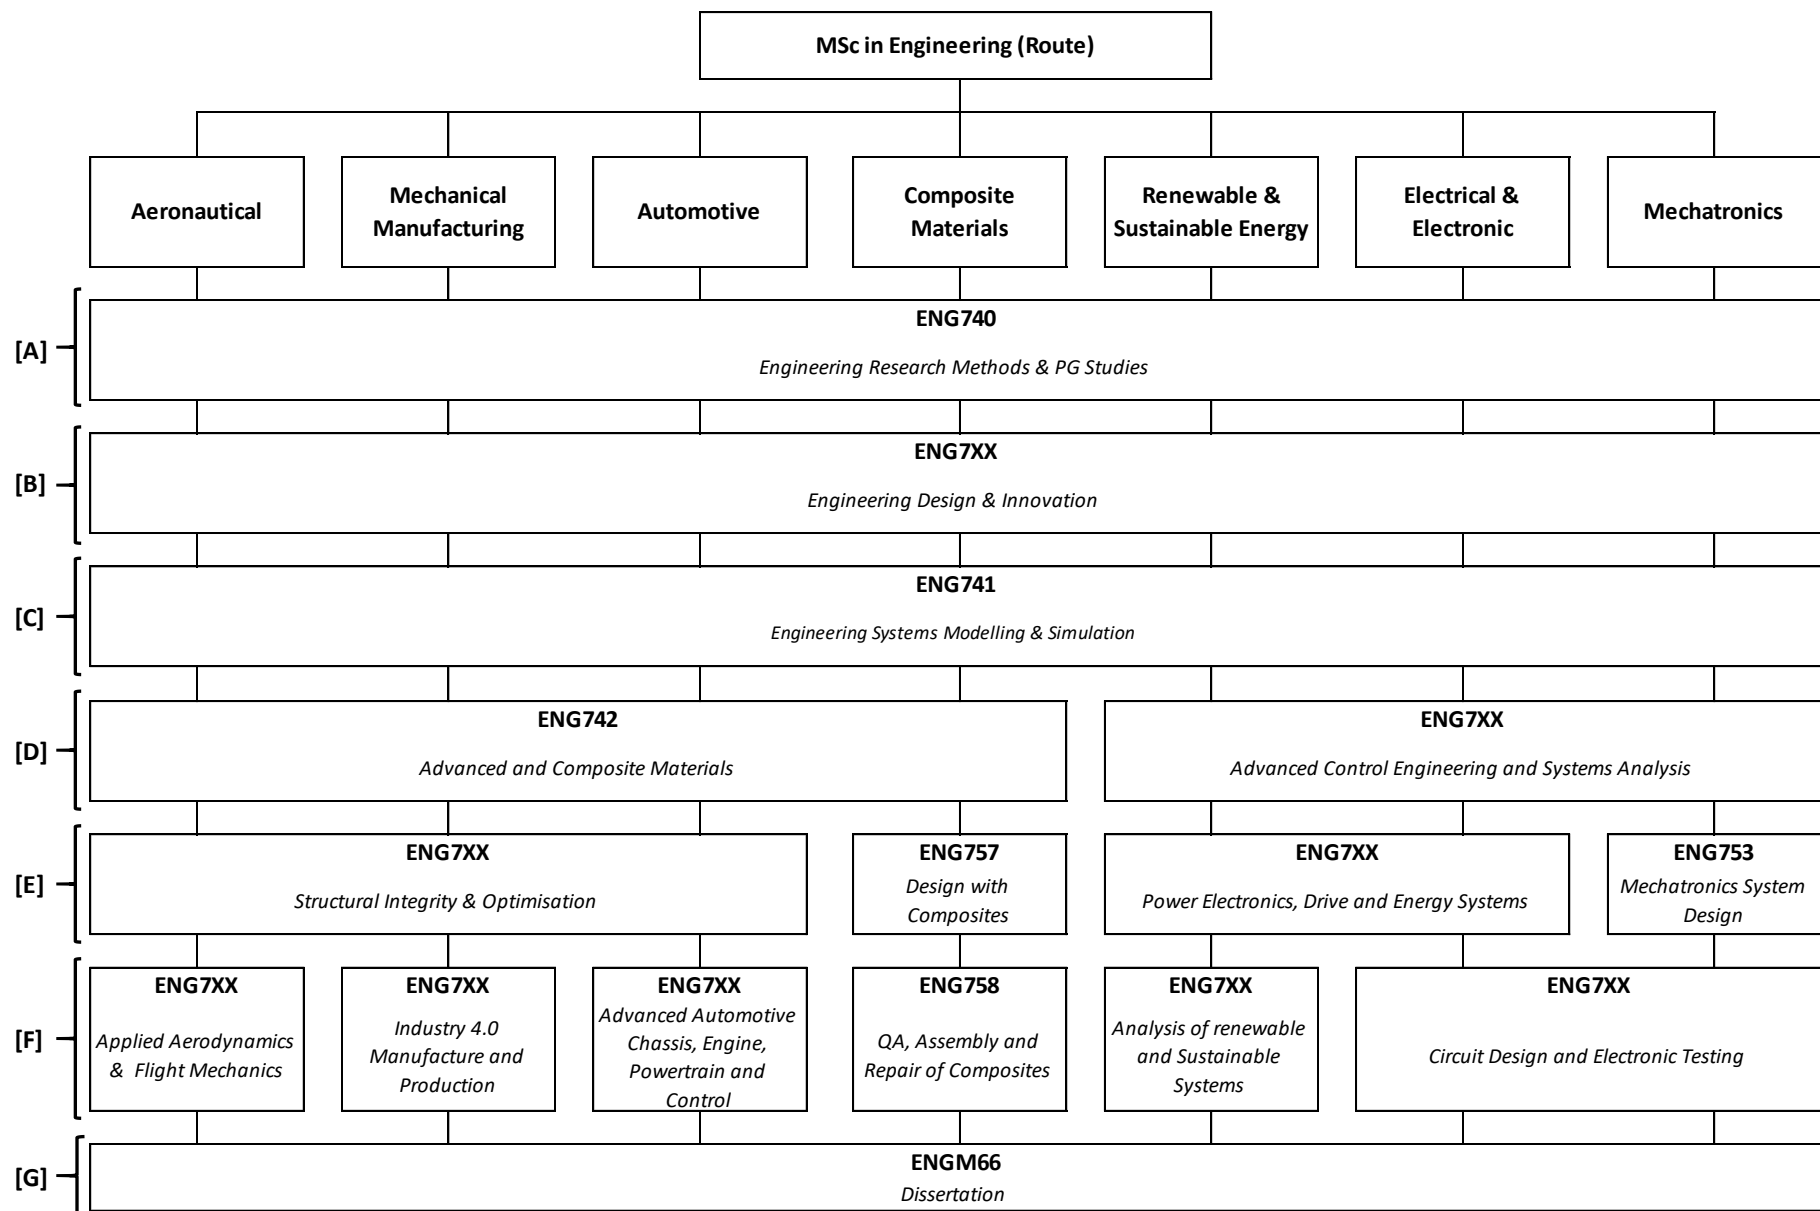 MSc in Engineering (Route)
Aeronautical
Mechanical
Manufacturing
Automotive
Composite
Materials
Renewable &
Sustainable Energy
Electrical &
Electronic
Mechatronics
[A]
ENG740
Engineering Research Methods & PG Studies
[B]
ENG7XX
Engineering Design & Innovation
[C]
ENG741
Engineering Systems Modelling & Simulation
[D]
ENG742
Advanced and Composite Materials
ENG7XX
Advanced Control Engineering and Systems Analysis
[E]
ENG7XX
Structural Integrity & Optimisation
ENG757
Design with
Composites
ENG7XX
Power Electronics, Drive and Energy Systems
ENG753
Mechatronics System
Design
[F]
ENG7XX
Applied Aerodynamics
& Flight Mechanics
ENG7XX
Industry 4.0
Manufacture and
Production
ENG7XX
Advanced Automotive
Chassis, Engine,
Powertrain and
Control
ENG758
QA, Assembly and
Repair of Composites
ENG7XX
Analysis of renewable
and Sustainable
Systems
ENG7XX
Circuit Design and Electronic Testing
[G]
ENGM66
Dissertation